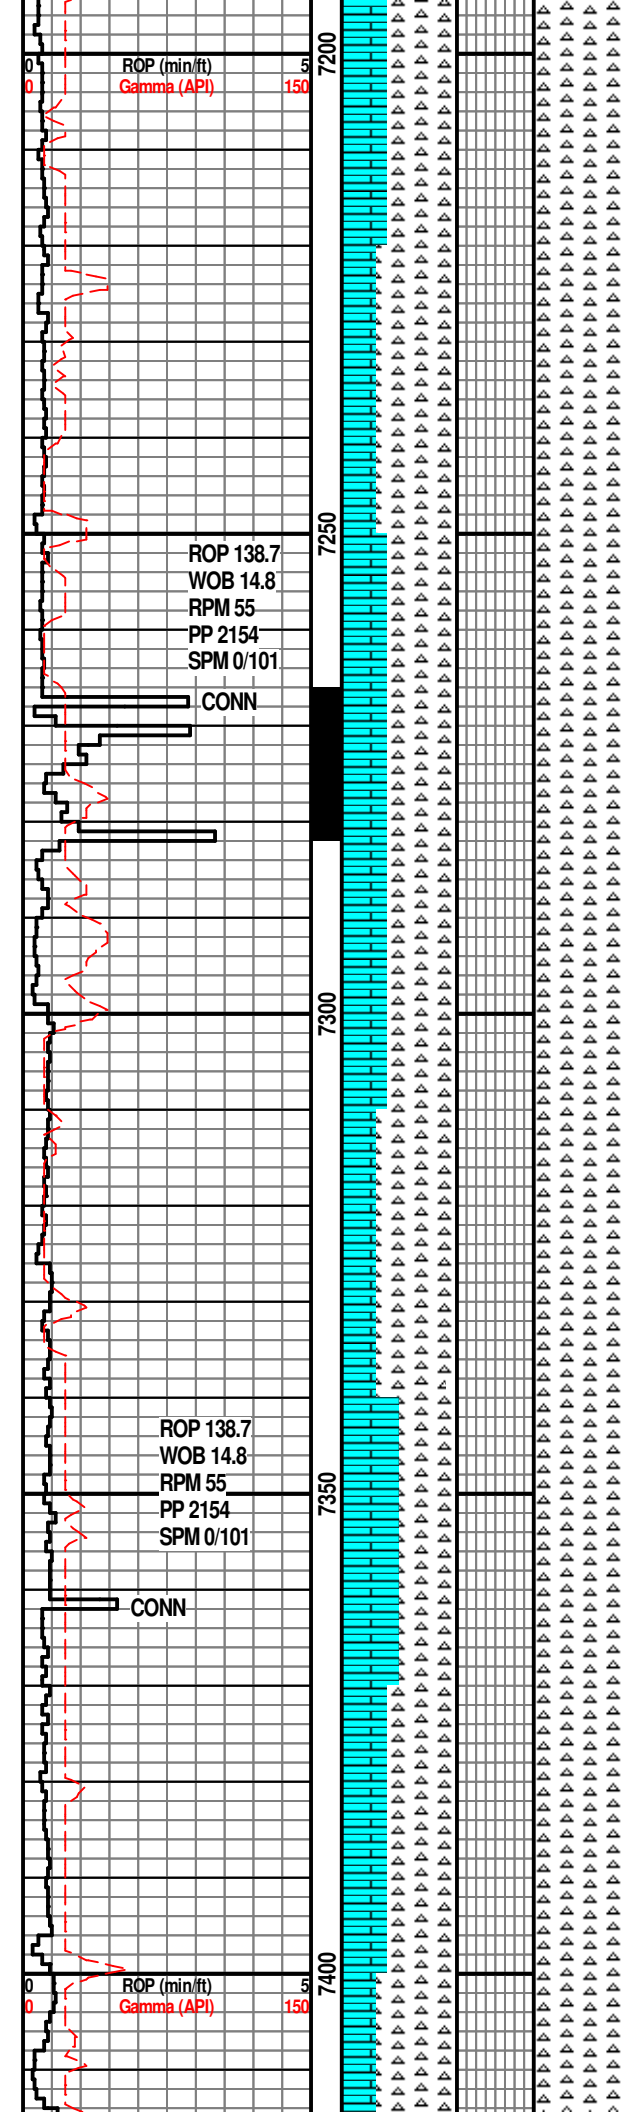 7200
0 ROP (min/ft) 5
0 Gamma (API) 150
7250
ROP 138.7
WOB 14.8
RPM 55
PP 2154
SPM 0/101
CONN
7300
ROP 138.7
WOB 14.8
RPM 55
7350
PP 2154
SPM 0/101
CONN
7400
0 ROP (min/ft) 5
0 Gamma (API) 150